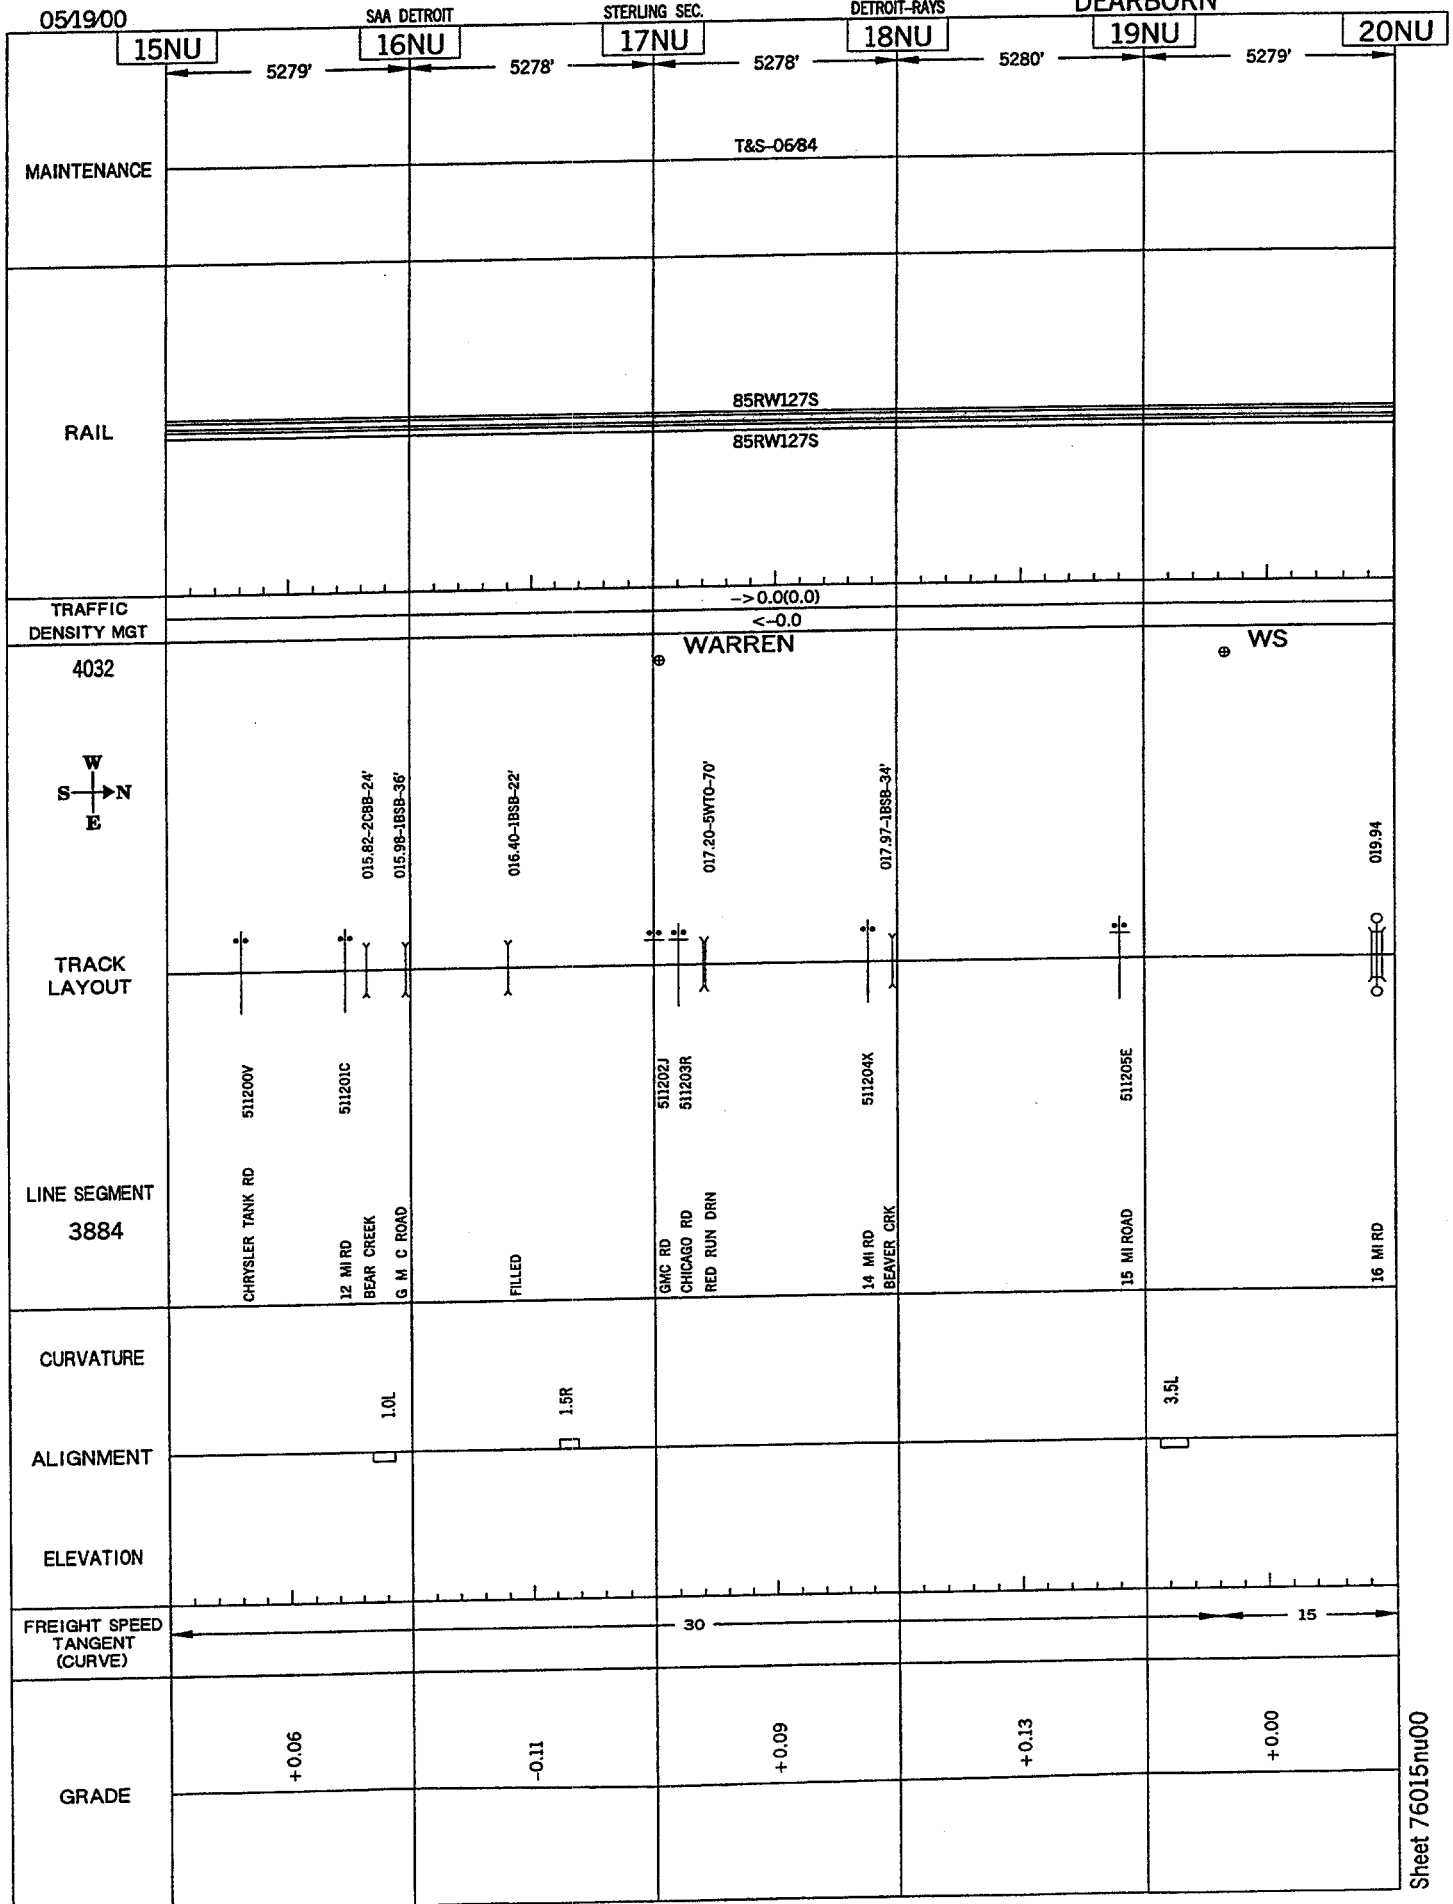 05/19/00
SAA DETROIT
STERLING SEC.
DETROIT-RAYS
DEARBORN
15NU
16NU
17NU
18NU
19NU
20NU
5279'
5278'
5278'
5280'
5279'
MAINTENANCE
T&S-06/84
RAIL
85RW127S
85RW127S
TRAFFIC
DENSITY MGT
->0.0(0.0)
<-0.0
4032
WARREN
WS
W
S
N
E
015.82-2CBB-24'
015.98-1BSB-36'
016.40-1BSB-22'
017.20-5WTO-70'
017.97-1BSB-34'
019.94
TRACK
LAYOUT
511200V
511201C
511202J
511203R
511204X
511205E
LINE SEGMENT
3884
CHRYSLER TANK RD
12 MI RD
BEAR CREEK
G M C ROAD
FILLED
GMC RD
CHICAGO RD
RED RUN DRN
14 MI RD
BEAVER CRK
15 MI ROAD
16 MI RD
CURVATURE
1.0L
1.5R
3.5L
ALIGNMENT
ELEVATION
FREIGHT SPEED
TANGENT
(CURVE)
30
15
GRADE
+0.06
-0.11
+0.09
+0.13
+0.00
Sheet 76015nu00